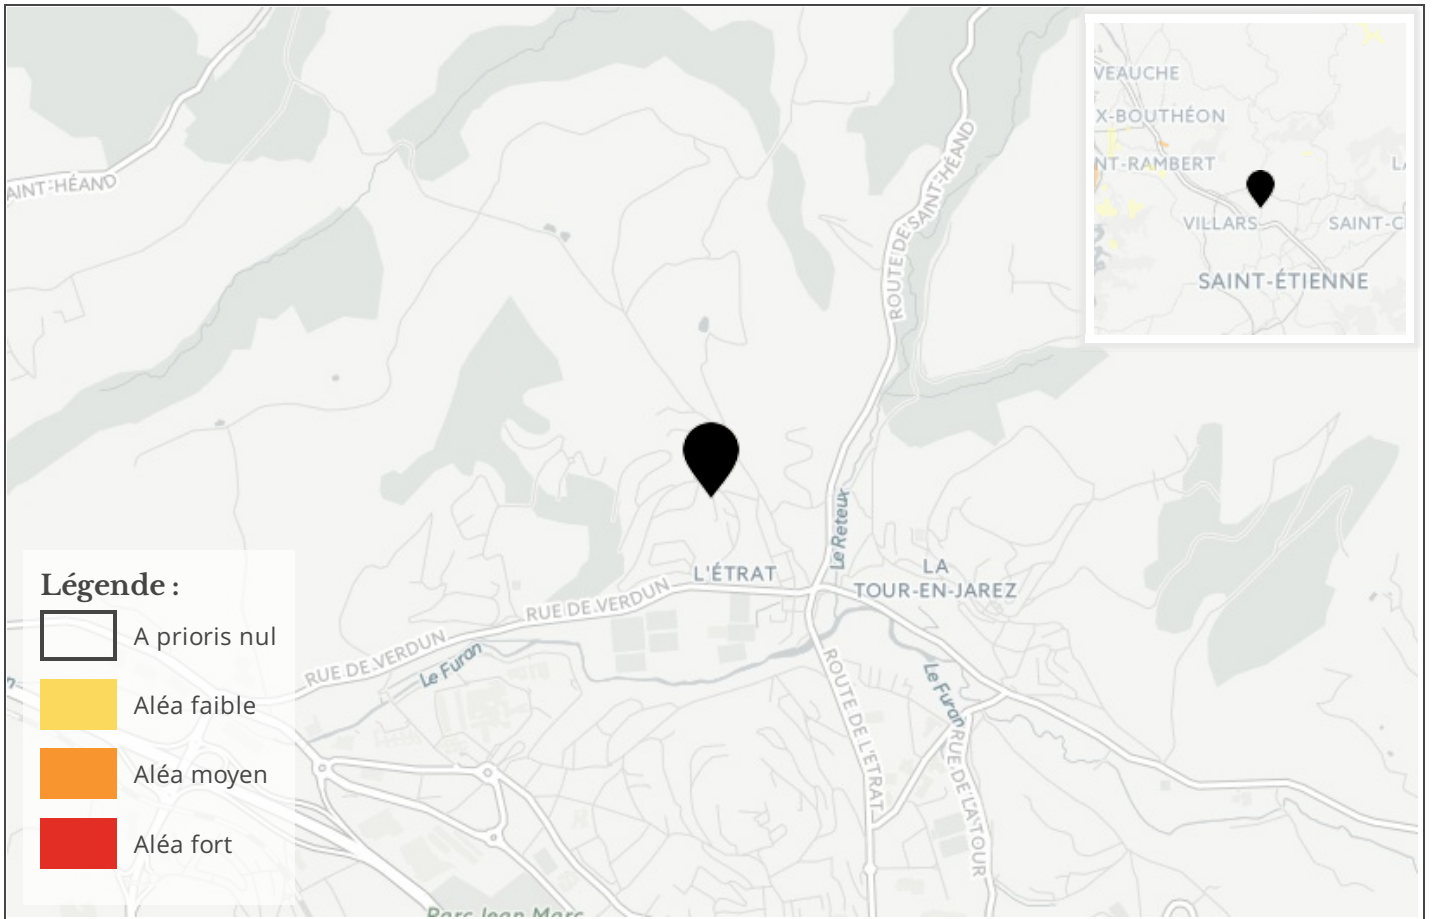 AINT-HÉAND
ROUTE DE SAINT-HÉAND
VEAUCHE
X-BOUTHÉON
NT-RAMBERT
VILLARS
SAINT-C
SAINT-ÉTIENNE
Le Reteux
L'ÉTRAT
LA
TOUR-EN-JAREZ
RUE DE VERDUN
RUE DE VERDUN
Le Furan
Le Furan
ROUTE DE L'ETRAT
RUE DE LA TOUR
Parc Jean Marc
Légende :
A prioris nul
Aléa faible
Aléa moyen
Aléa fort